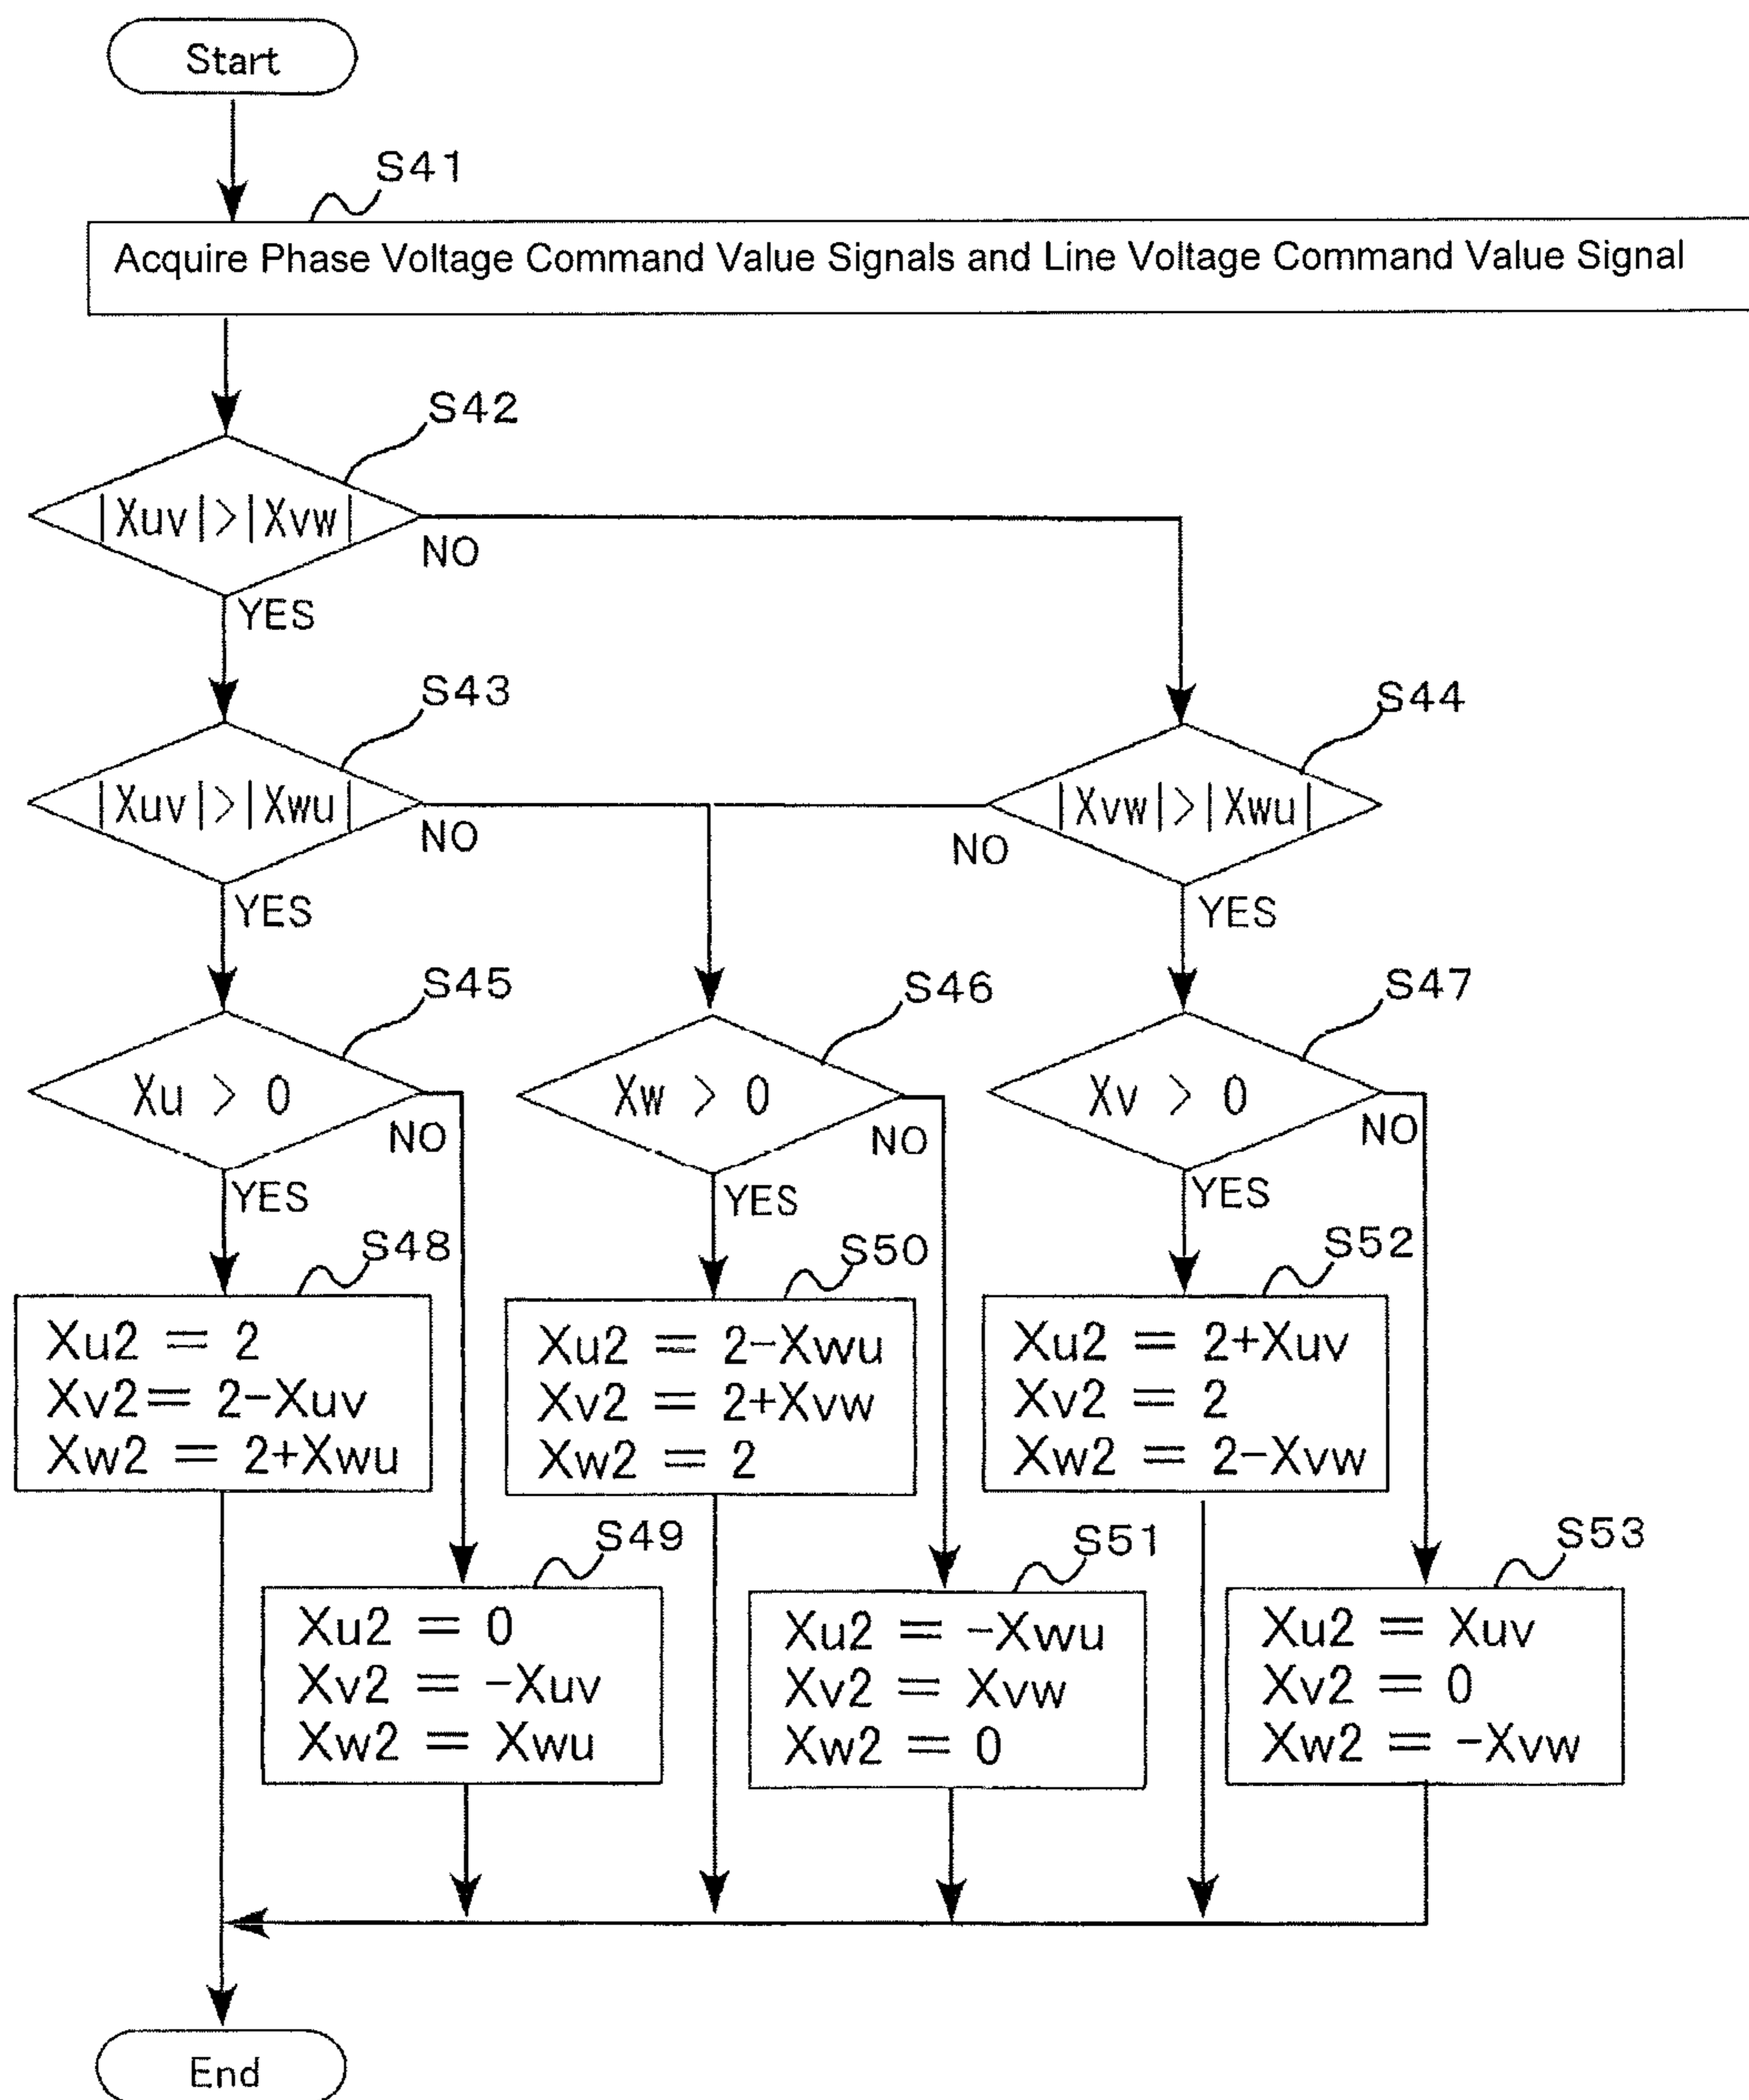 Start
S41
Acquire Phase Voltage Command Value Signals and Line Voltage Command Value Signal
S42
|Xuv|>|Xvw|
NO
YES
S43
|Xuv|>|Xwu|
NO
YES
S44
|Xvw|>|Xwu|
NO
YES
S45
Xu > 0
NO
YES
S46
Xw > 0
NO
YES
S47
Xv > 0
NO
YES
S48
Xu2 = 2
Xv2= 2-Xuv
Xw2 = 2+Xwu
S50
Xu2 = 2-Xwu
Xv2 = 2+Xvw
Xw2 = 2
S52
Xu2 = 2+Xuv
Xv2 = 2
Xw2 = 2-Xvw
S49
Xu2 = 0
Xv2 = -Xuv
Xw2 = Xwu
S51
Xu2 = -Xwu
Xv2 = Xvw
Xw2 = 0
S53
Xu2 = Xuv
Xv2 = 0
Xw2 = -Xvw
End